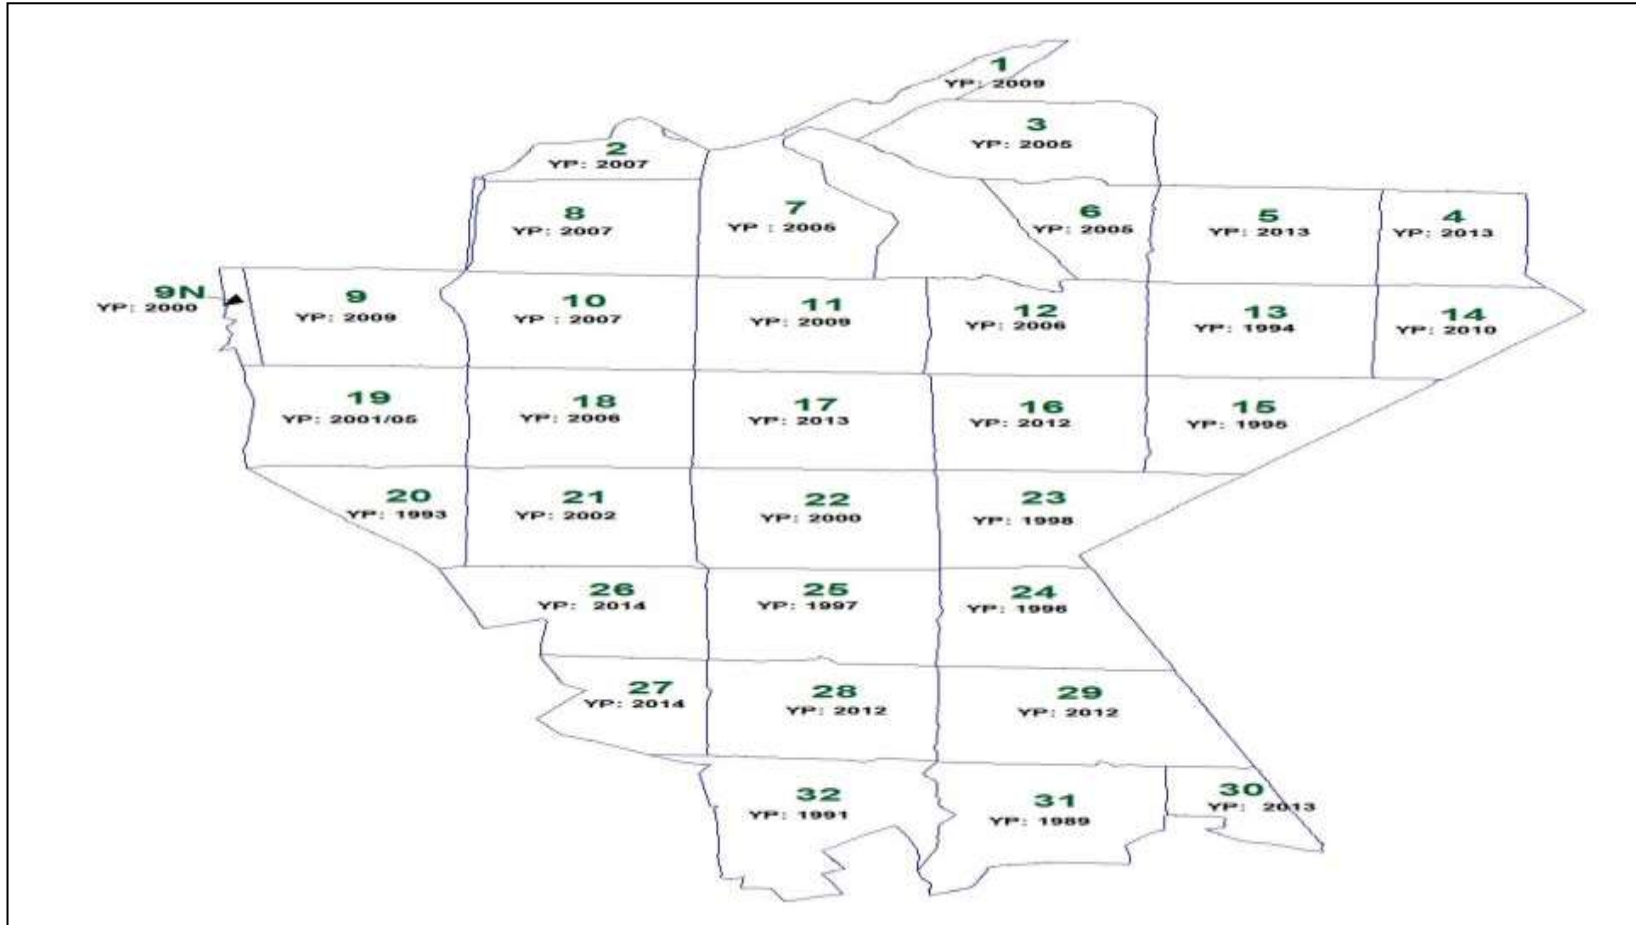 1
YP: 2009
2
YP: 2007
3
YP: 2005
8
YP: 2007
7
YP : 2005
6
YP: 2005
5
YP: 2013
4
YP: 2013
9N
YP: 2000
9
YP: 2009
10
YP : 2007
11
YP: 2009
12
YP: 2006
13
YP: 1994
14
YP: 2010
19
YP: 2001/05
18
YP: 2006
17
YP: 2013
16
YP: 2012
15
YP: 1995
20
YP: 1993
21
YP: 2002
22
YP: 2000
23
YP: 1998
26
YP: 2014
25
YP: 1997
24
YP: 1996
27
YP: 2014
28
YP: 2012
29
YP: 2012
32
YP: 1991
31
YP: 1989
30
YP: 2013